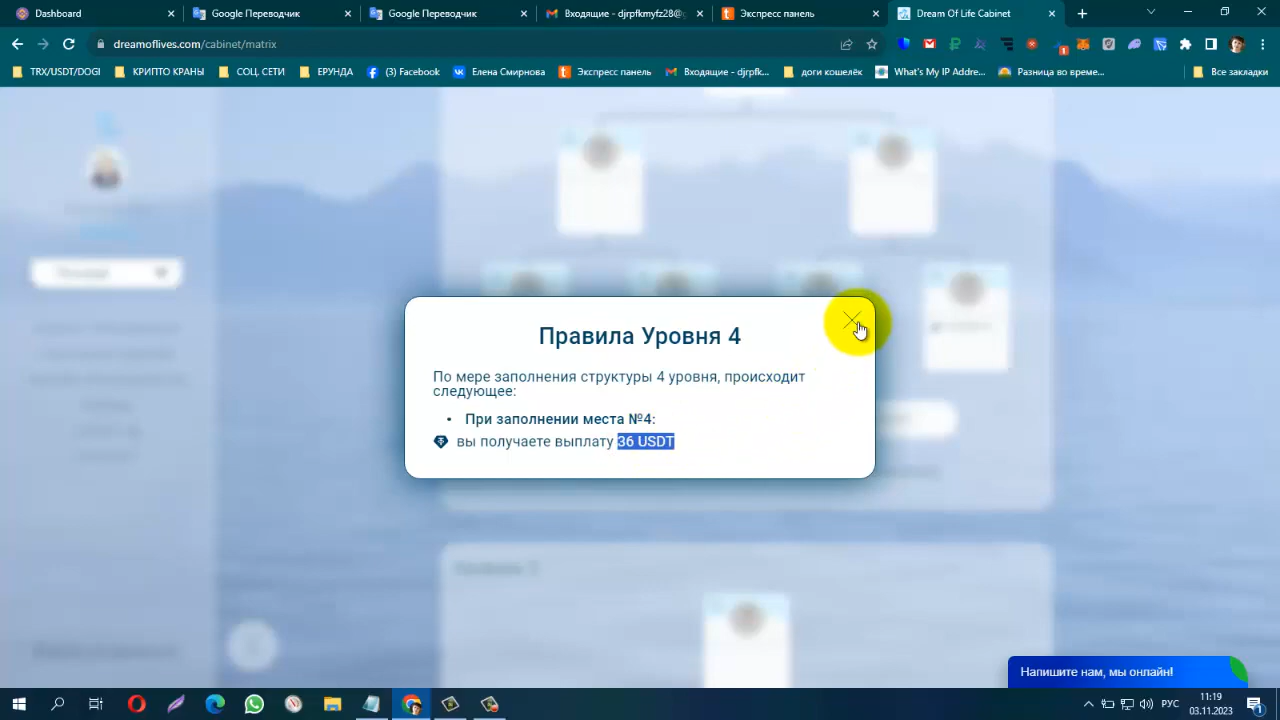 Dashboard
Google Переводчик
Google Переводчик
Входящие - djrpfkmyfz28@g
Экспресс панель
Dream Of Life Cabinet
dreamoflives.com/cabinet/matrix
1
TRX/USDT/DOGI
КРИПТО КРАНЫ
СОЦ. СЕТИ
ЕРУНДА
(3) Facebook
Елена Смирнова
Экспресс панель
Входящие - djrpfk...
доги кошелёк
What's My IP Addre...
Разница во време...
Все закладки
Правила Уровня 4
По мере заполнения структуры 4 уровня, происходит
следующее:
• При заполнении места №4:
вы получаете выплату 36 USDT
Напишите нам, мы онлайн!
РУС
11:19
03.11.2023
1